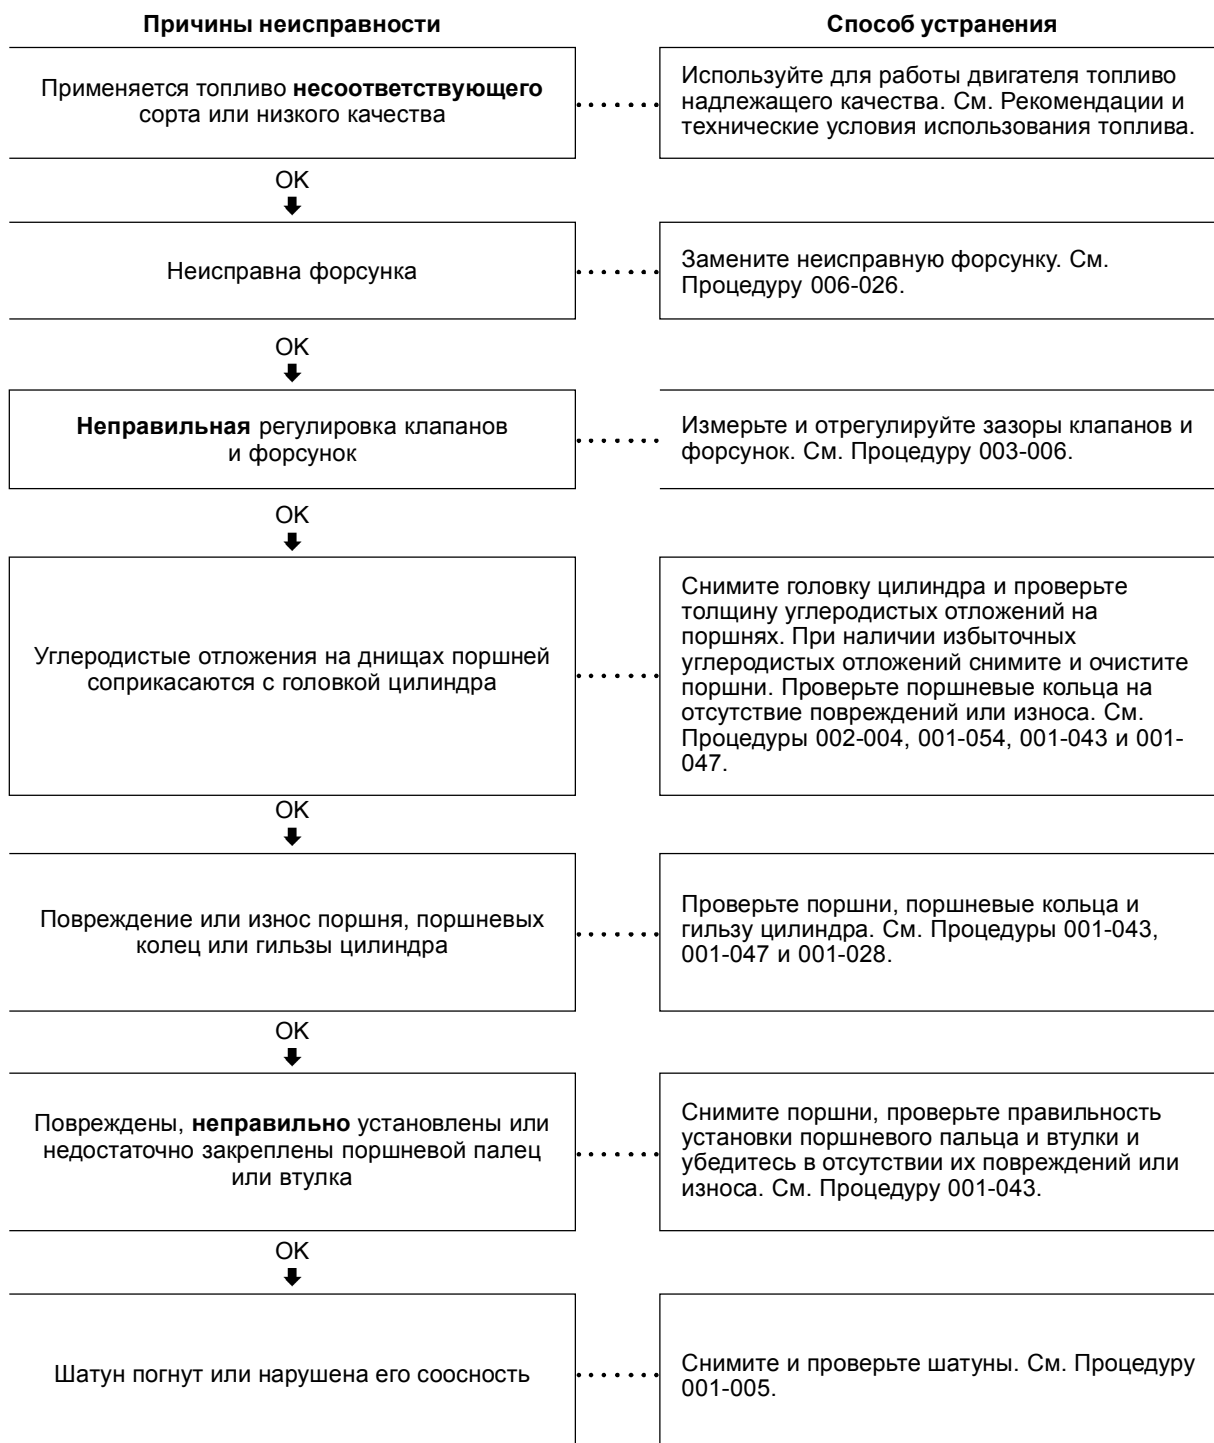 Причины неисправности
Способ устранения
Применяется топливо несоответствующего
сорта или низкого качества
Используйте для работы двигателя топливо
надлежащего качества. См. Рекомендации и
технические условия использования топлива.
OK
Неисправна форсунка
Замените неисправную форсунку. См.
Процедуру 006-026.
OK
Неправильная регулировка клапанов
и форсунок
Измерьте и отрегулируйте зазоры клапанов и
форсунок. См. Процедуру 003-006.
OK
Углеродистые отложения на днищах поршней
соприкасаются с головкой цилиндра
Снимите головку цилиндра и проверьте
толщину углеродистых отложений на
поршнях. При наличии избыточных
углеродистых отложений снимите и очистите
поршни. Проверьте поршневые кольца на
отсутствие повреждений или износа. См.
Процедуры 002-004, 001-054, 001-043 и 001-
047.
OK
Повреждение или износ поршня, поршневых
колец или гильзы цилиндра
Проверьте поршни, поршневые кольца и
гильзу цилиндра. См. Процедуры 001-043,
001-047 и 001-028.
OK
Повреждены, неправильно установлены или
недостаточно закреплены поршневой палец
или втулка
Снимите поршни, проверьте правильность
установки поршневого пальца и втулки и
убедитесь в отсутствии их повреждений или
износа. См. Процедуру 001-043.
OK
Шатун погнут или нарушена его соосность
Снимите и проверьте шатуны. См. Процедуру
001-005.